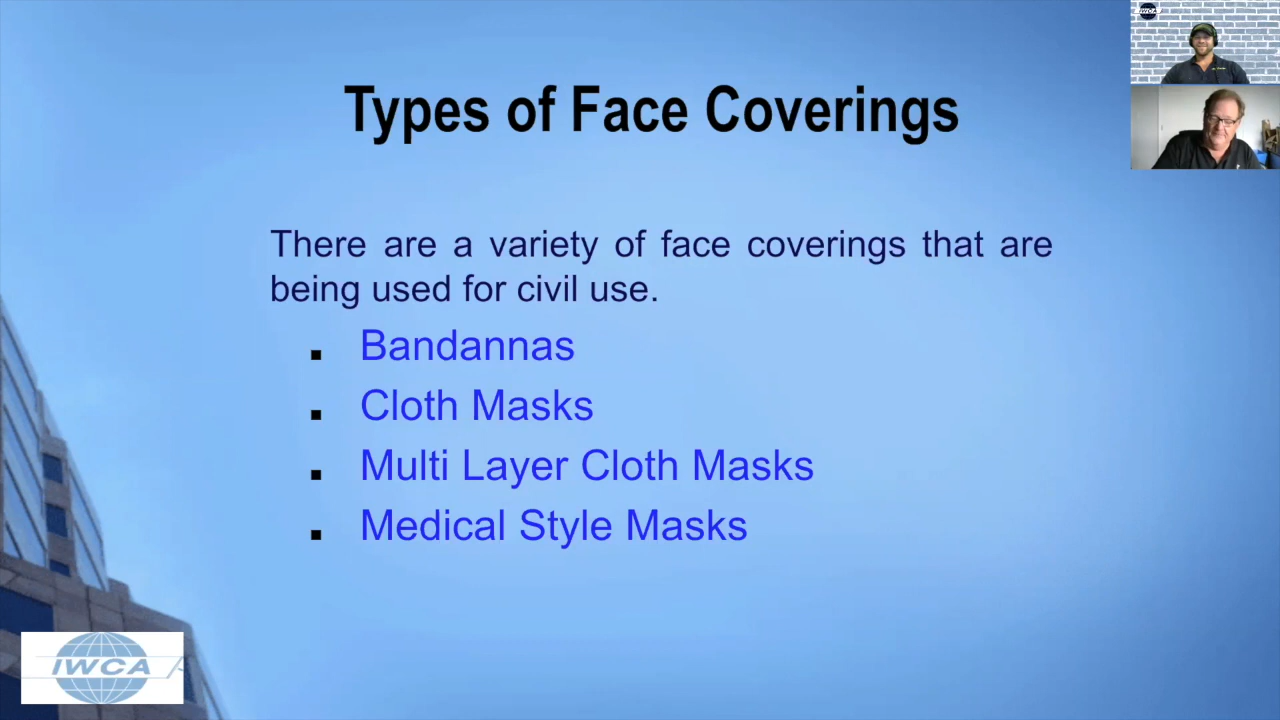 Types of Face Coverings
There are a variety of face coverings that are
being used for civil use.
Bandannas
Cloth Masks
Multi Layer Cloth Masks
Medical Style Masks
IWCA
IWCA